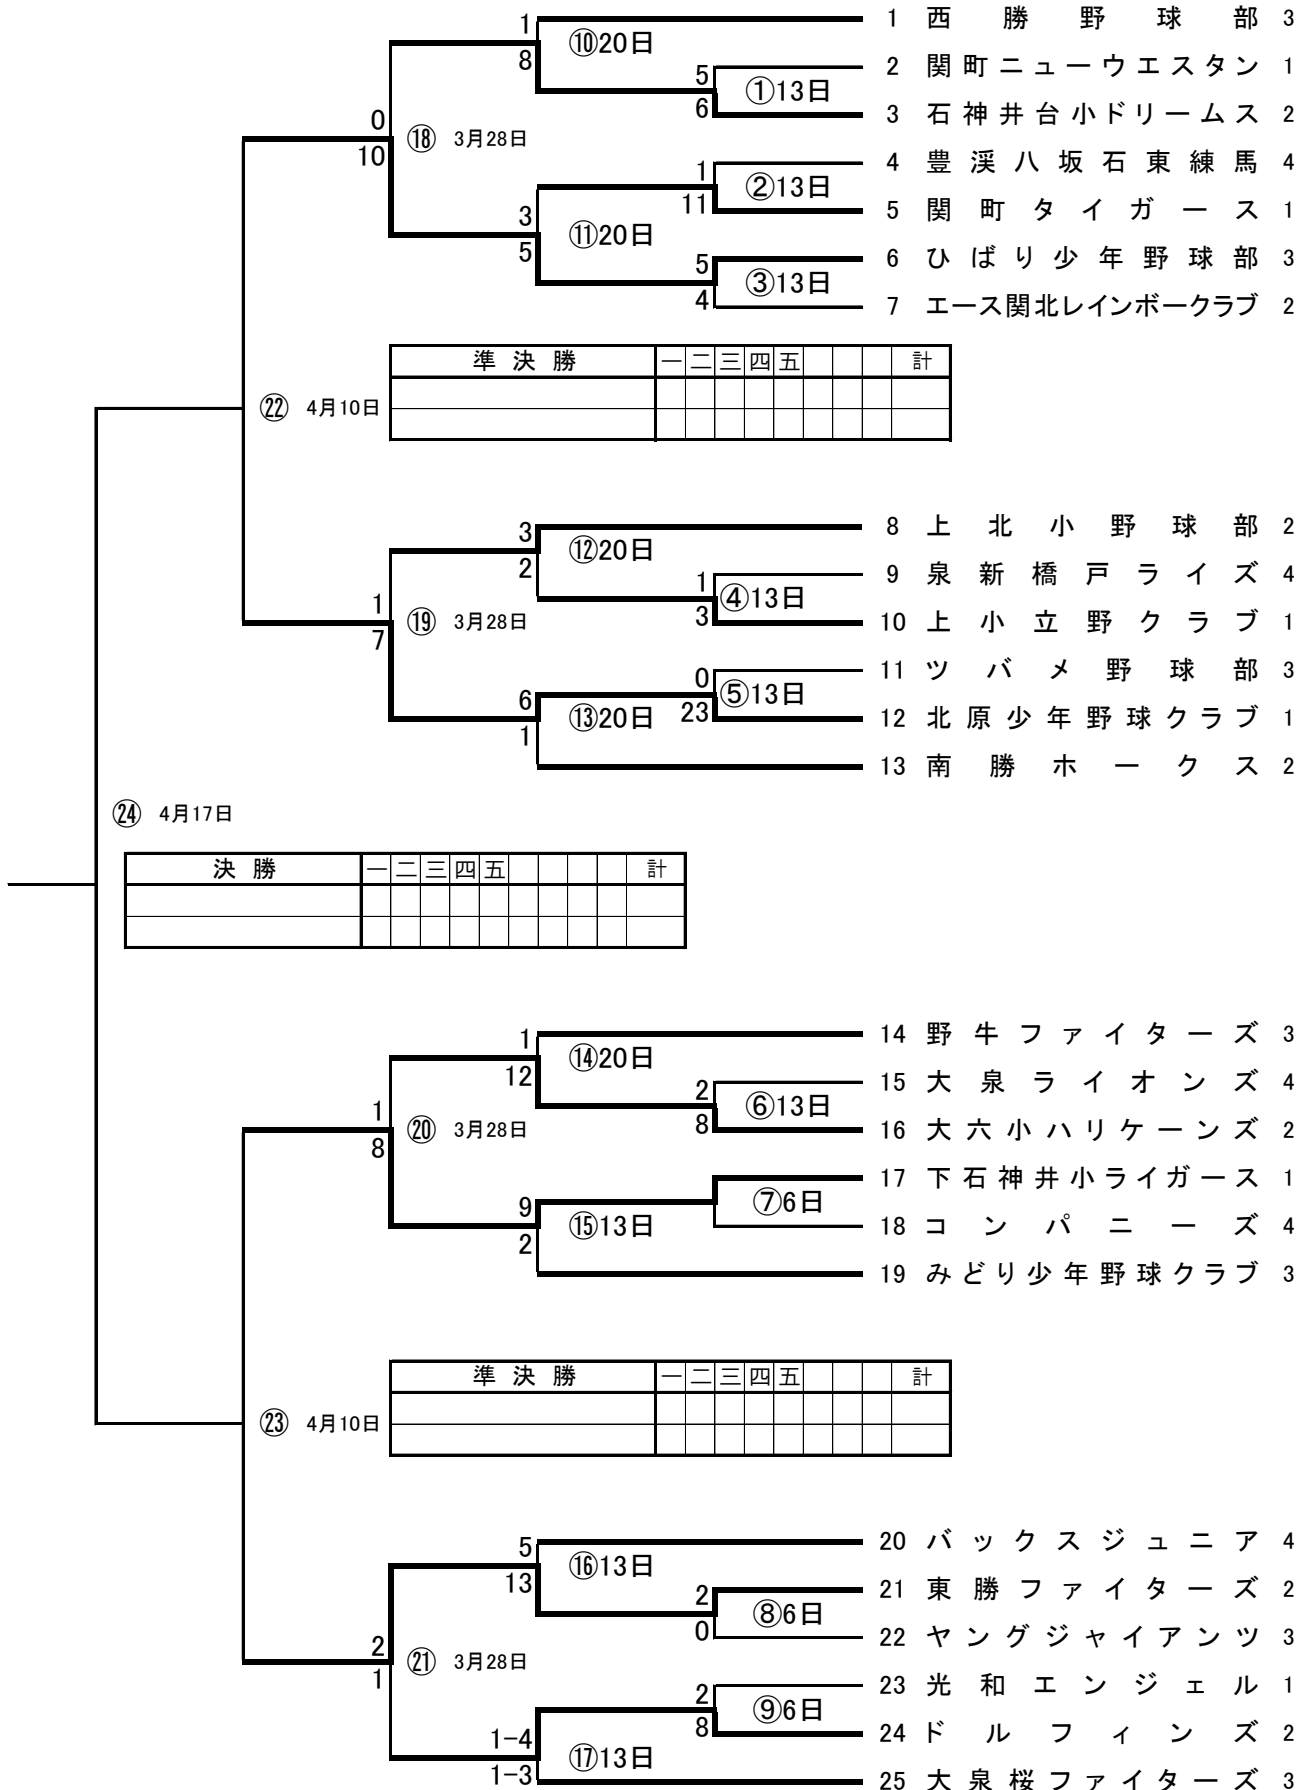 1 西勝野球部 3
1
⑩20日
8
2 関町ニューウエスタン 1
5
①13日
6
3 石神井台小ドリームス 2
0
⑱ 3月28日
10
4 豊渓八坂石東練馬 4
1
②13日
11
5 関町タイガース 1
3
⑪20日
5
6 ひばり少年野球部 3
5
③13日
4
7 エース関北レインボークラブ 2
準決勝 一 二 三 四 五 計
㉒ 4月10日
8 上北小野球部 2
3
⑫20日
2
9 泉新橋戸ライズ 4
1
④13日
3
10 上小立野クラブ 1
1
⑲ 3月28日
7
11 ツバメ野球部 3
0
⑤13日
23
12 北原少年野球クラブ 1
6
⑬20日
1
13 南勝ホークス 2
㉔ 4月17日
決勝 一 二 三 四 五 計
14 野牛ファイターズ 3
1
⑭20日
12
15 大泉ライオンズ 4
2
⑥13日
8
16 大六小ハリケーンズ 2
1
⑳ 3月28日
8
17 下石神井小ライガース 1
⑦6日
18 コンパニーズ 4
9
⑮13日
2
19 みどり少年野球クラブ 3
準決勝 一 二 三 四 五 計
㉓ 4月10日
20 バックスジュニア 4
5
⑯13日
13
21 東勝ファイターズ 2
2
⑧6日
0
22 ヤングジャイアンツ 3
2
㉑ 3月28日
1
23 光和エンジェル 1
2
⑨6日
8
24 ドルフィンズ 2
1-4
⑰13日
1-3
25 大泉桜ファイターズ 3